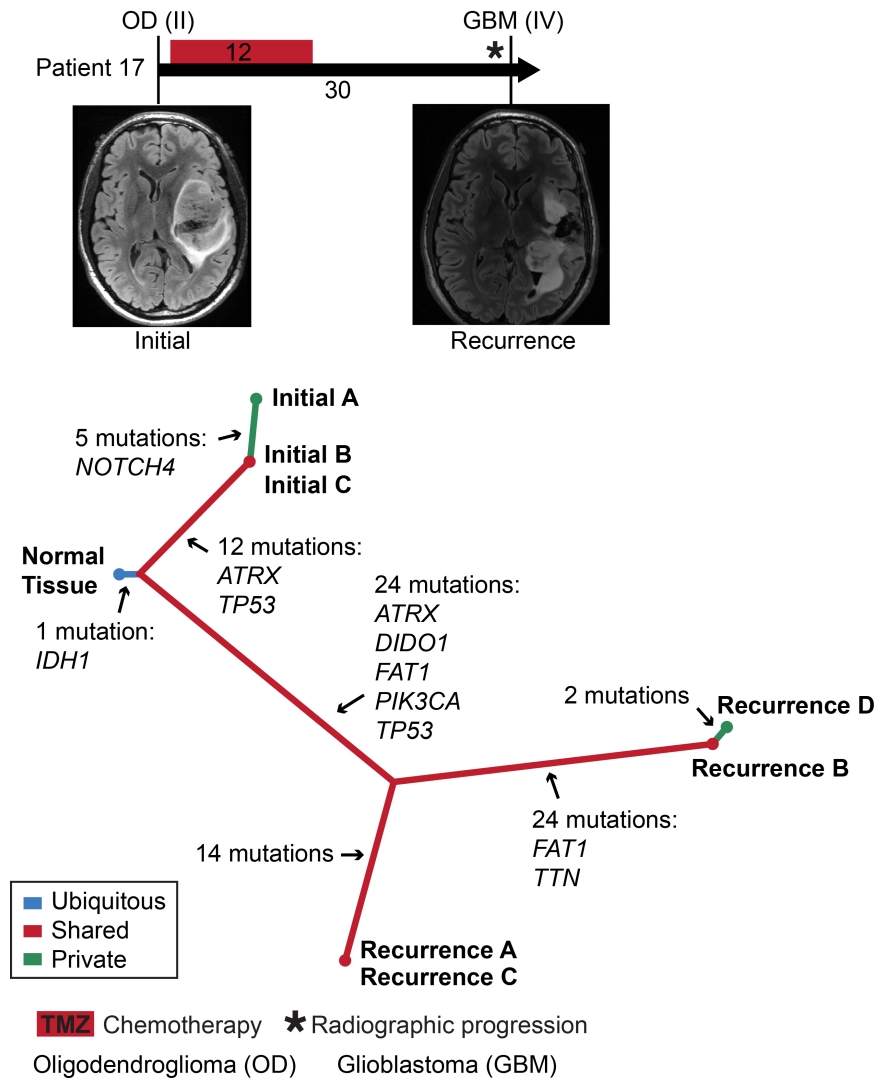 OD (II)
GBM (IV)
12
*
Patient 17
30
Initial
Recurrence
Initial A
5 mutations:
NOTCH4
Initial B
Initial C
Normal
Tissue
12 mutations:
ATRX
TP53
1 mutation:
IDH1
24 mutations:
ATRX
DIDO1
FAT1
PIK3CA
TP53
2 mutations
Recurrence D
Recurrence B
24 mutations:
FAT1
TTN
14 mutations
Recurrence A
Recurrence C
Ubiquitous
Shared
Private
TMZ Chemotherapy * Radiographic progression
Oligodendroglioma (OD) Glioblastoma (GBM)